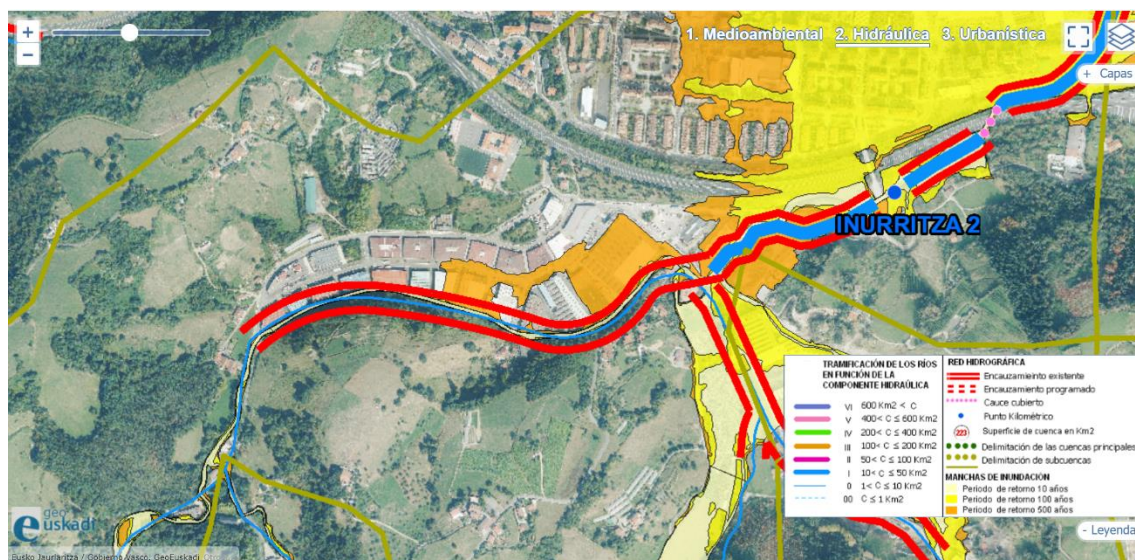 +
−
1. Medioambiental 2. Hidráulica 3. Urbanística
+ Capas
INURRITZA 2
TRAMIFICACIÓN DE LOS RÍOS
EN FUNCIÓN DE LA
COMPONENTE HIDRAÚLICA
VI 600 Km2 < C
V 400< C ≤ 600 Km2
IV 200< C ≤ 400 Km2
III 100< C ≤ 200 Km2
II 50< C ≤ 100 Km2
I 10< C ≤ 50 Km2
0 1< C ≤ 10 Km2
00 C ≤ 1 Km2
RED HIDROGRÁFICA
Encauzamieinto existente
Encauzamiento programado
Cauce cubierto
Punto Kilométrico
223 Superficie de cuenca en Km2
Delimitación de las cuencas principales
Delimitación de subcuencas
MANCHAS DE INUNDACIÓN
Periodo de retorno 10 años
Periodo de retorno 100 años
Periodo de retorno 500 años
- Leyenda
geo
euskadi
Eusko Jaurlaritza / Gobierno Vasco. GeoEuskadi